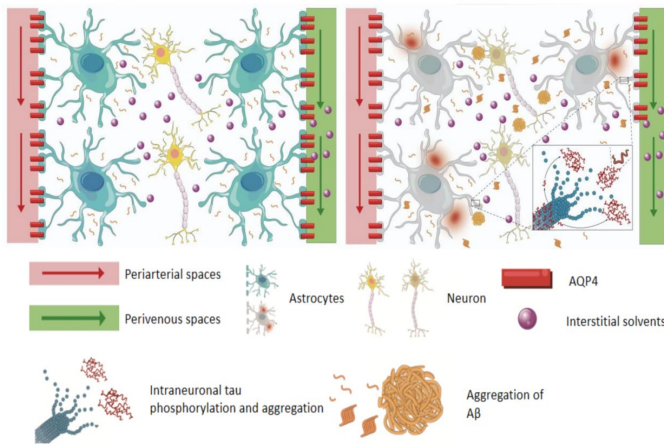 Periarterial spaces
Perivenous spaces
Astrocytes
Neuron
AQP4
Interstitial solvents
Intraneuronal tau
phosphorylation and aggregation
Aggregation of
Aβ